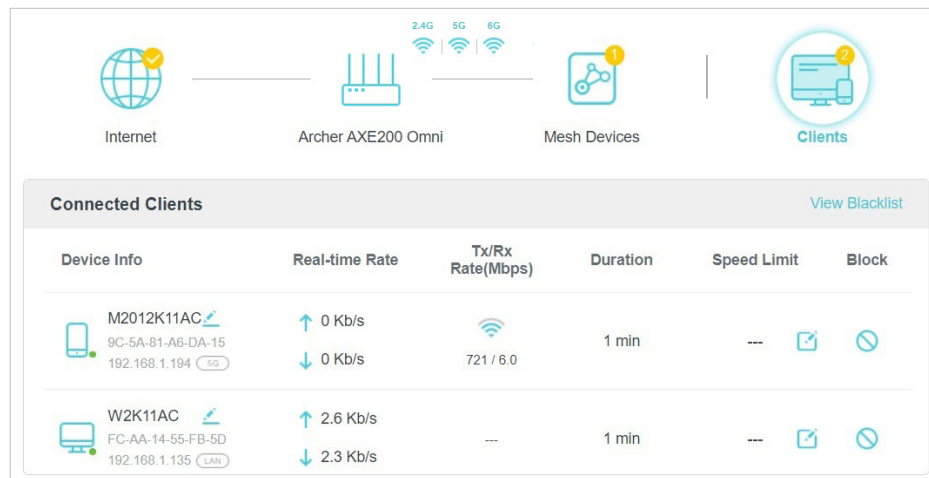 2.4G 5G 6G
1 2
Internet Archer AXE200 Omni Mesh Devices Clients
Connected Clients View Blacklist
Device Info Real-time Rate Tx/Rx Rate(Mbps) Duration Speed Limit Block
M2012K11AC 0 Kb/s
9C-5A-81-A6-DA-15 1 min ---
192.168.1.194 5G 0 Kb/s 721 / 6.0
W2K11AC 2.6 Kb/s
FC-AA-14-55-FB-5D --- 1 min ---
192.168.1.135 LAN 2.3 Kb/s